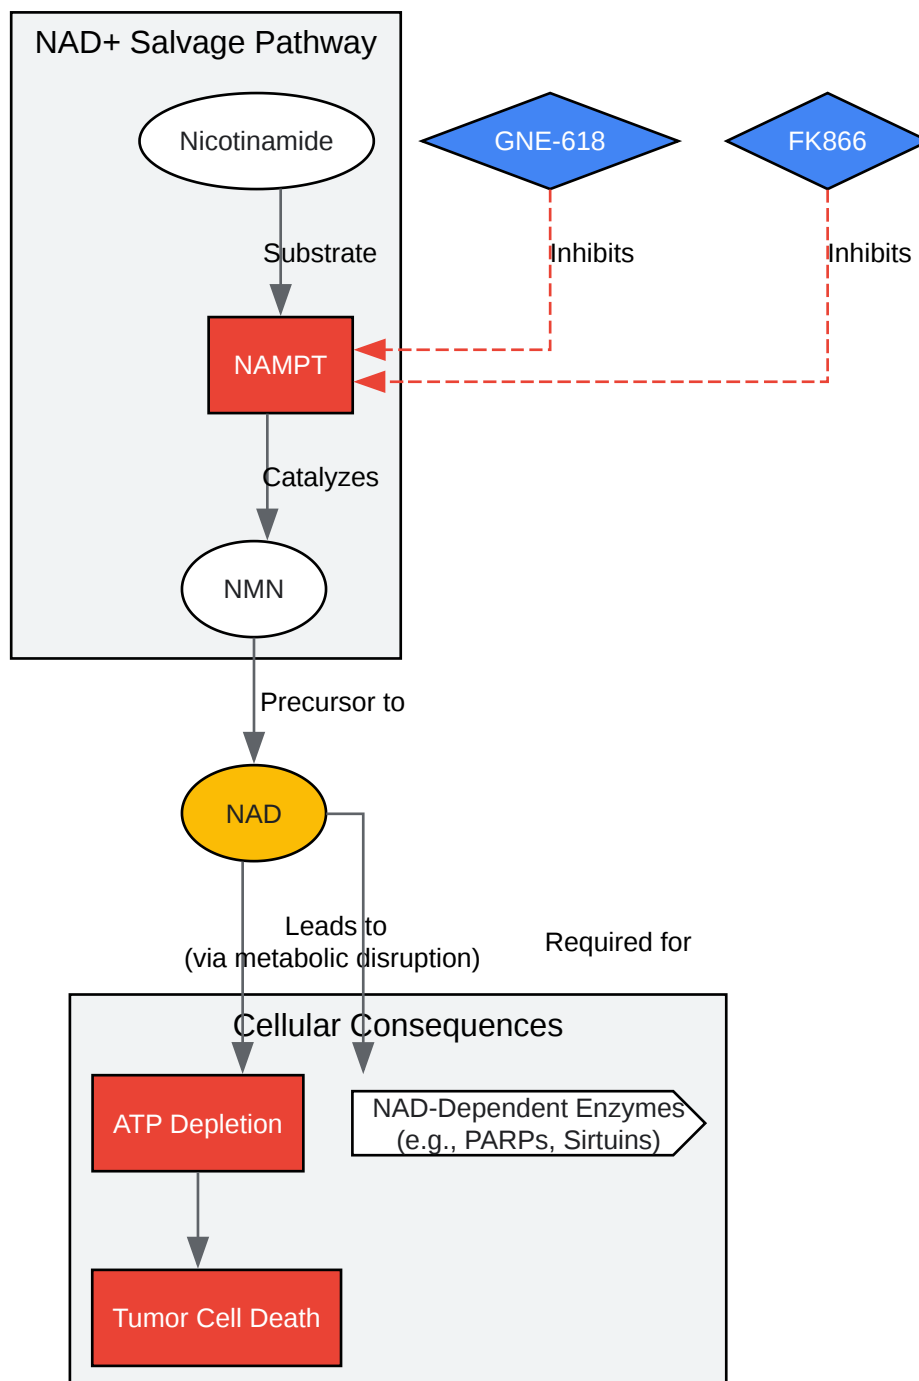 NAD+ Salvage Pathway
Nicotinamide
GNE-618
FK866
Substrate
Inhibits
Inhibits
NAMPT
Catalyzes
NMN
Precursor to
NAD
Leads to
(via metabolic disruption)
Required for
Cellular Consequences
ATP Depletion
NAD-Dependent Enzymes
(e.g., PARPs, Sirtuins)
Tumor Cell Death